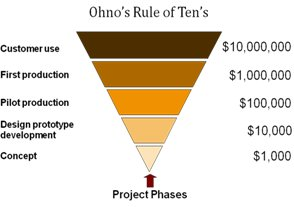 Ohno's Rule of Ten's
Customer use $10,000,000
First production $1,000,000
Pilot production $100,000
Design prototype
development $10,000
Concept $1,000
Project Phases